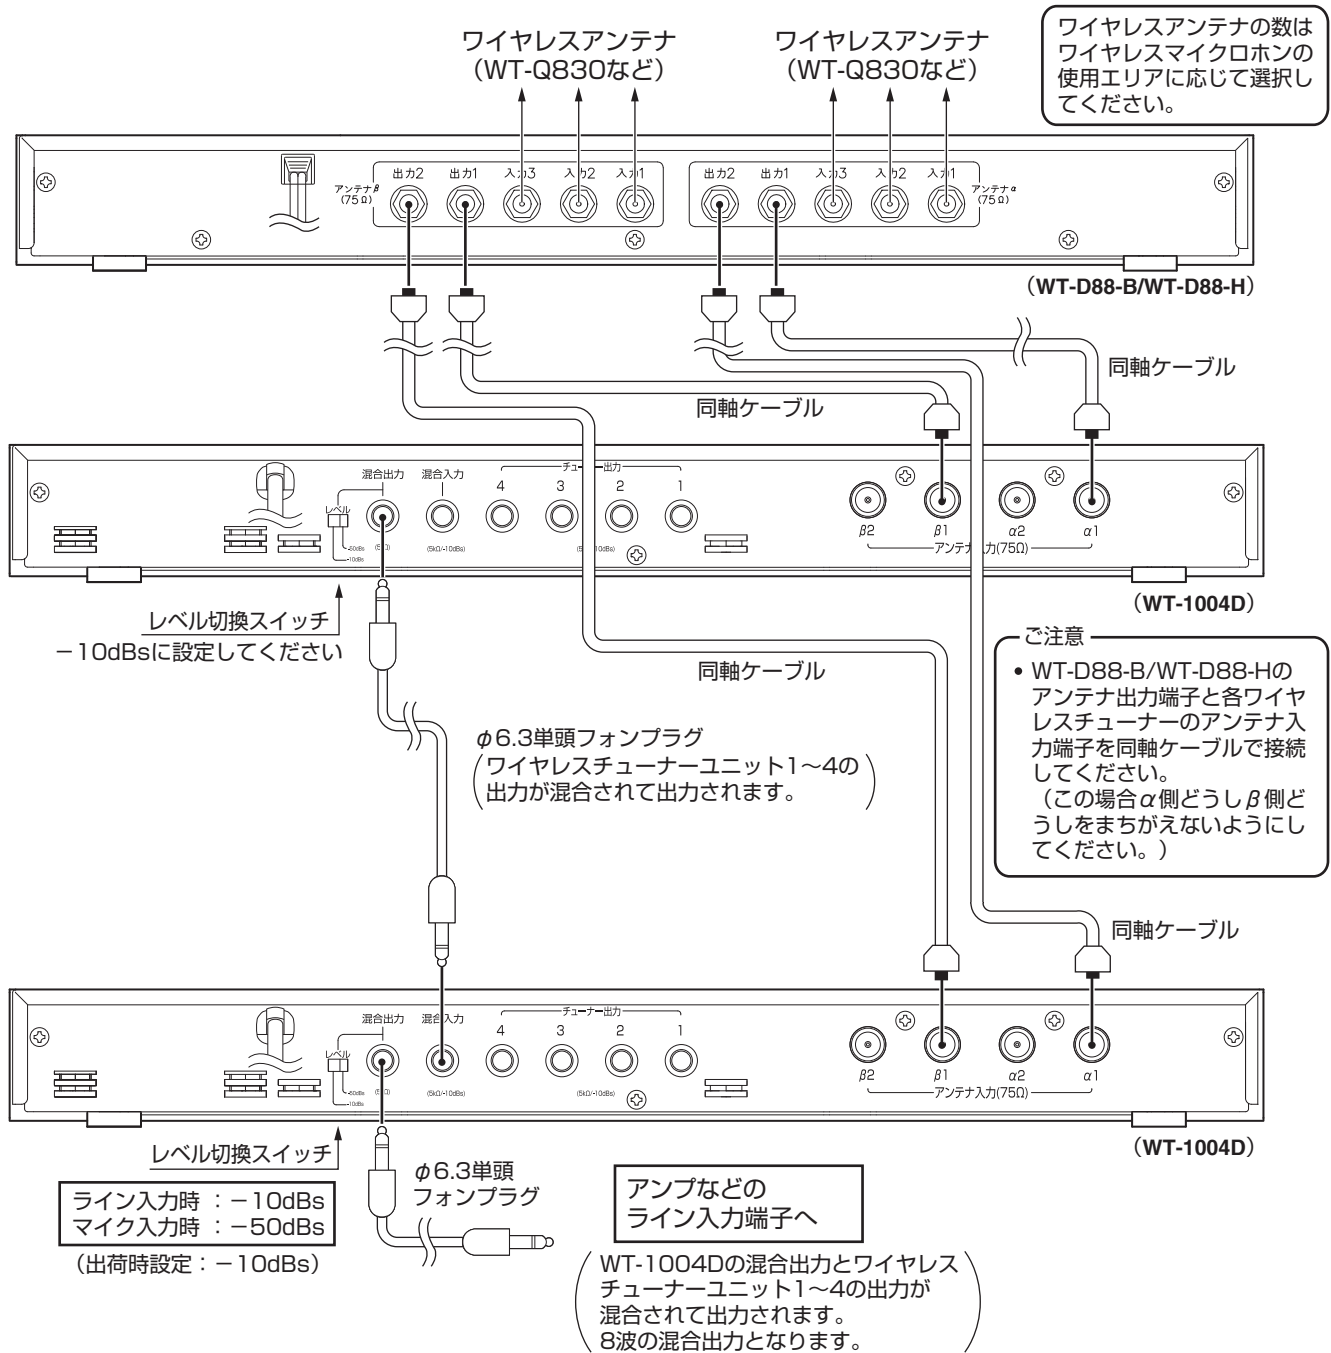 ワイヤレスアンテナ
（WT-Q830など）
ワイヤレスアンテナ
（WT-Q830など）
ワイヤレスアンテナの数は
ワイヤレスマイクロホンの
使用エリアに応じて選択し
てください。
アンテナβ
(75Ω)
出力2
出力1
入力3
入力2
入力1
出力2
出力1
入力3
入力2
入力1
アンテナα
(75Ω)
（WT-D88-B/WT-D88-H）
同軸ケーブル
同軸ケーブル
混合出力
混合入力
チューナー出力
4
3
2
1
レベル
-50dBs
-10dBs
(5kΩ/-10dBs)
β2
β1
α2
α1
アンテナ入力(75Ω)
（WT-1004D）
レベル切換スイッチ
－10dBsに設定してください
同軸ケーブル
ご注意
• WT-D88-B/WT-D88-Hの
アンテナ出力端子と各ワイヤ
レスチューナーのアンテナ入
力端子を同軸ケーブルで接続
してください。
（この場合α側どうしβ側ど
うしをまちがえないようにし
てください。）
φ6.3単頭フォンプラグ
ワイヤレスチューナーユニット1～4の
出力が混合されて出力されます。
同軸ケーブル
混合出力
混合入力
チューナー出力
4
3
2
1
レベル
-50dBs
-10dBs
(5kΩ/-10dBs)
(5kΩ/-10dBs)
β2
β1
α2
α1
アンテナ入力(75Ω)
（WT-1004D）
レベル切換スイッチ
ライン入力時 ：－10dBs
マイク入力時 ：－50dBs
（出荷時設定：－10dBs）
φ6.3単頭
フォンプラグ
アンプなどの
ライン入力端子へ
WT-1004Dの混合出力とワイヤレス
チューナーユニット1～4の出力が
混合されて出力されます。
8波の混合出力となります。